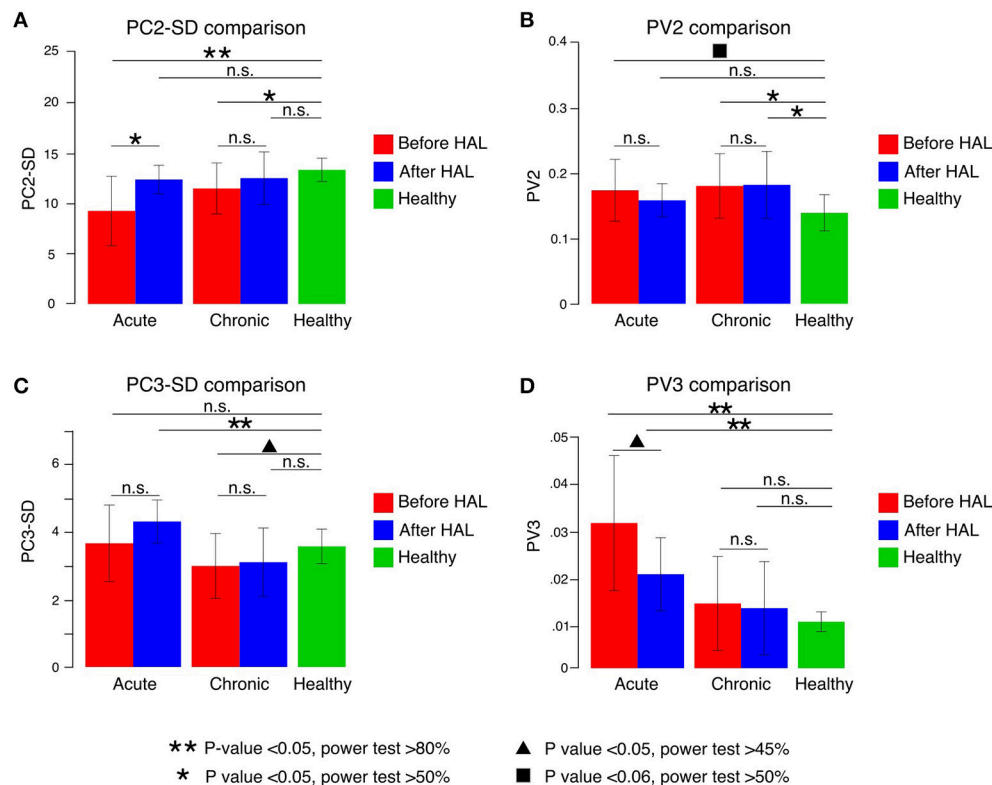 A
PC2-SD comparison
25
20
15
10
5
0
PC2-SD
**
n.s.
*
n.s.
*
n.s.
Before HAL
After HAL
Healthy
Acute
Chronic
Healthy
B
PV2 comparison
0.4
0.3
0.2
0.1
0
PV2
■
n.s.
*
*
n.s.
n.s.
Before HAL
After HAL
Healthy
Acute
Chronic
Healthy
C
PC3-SD comparison
6
4
2
0
PC3-SD
n.s.
**
▲
n.s.
n.s.
n.s.
Before HAL
After HAL
Healthy
Acute
Chronic
Healthy
D
PV3 comparison
.05
.04
.03
.02
.01
0
PV3
**
**
▲
n.s.
n.s.
n.s.
Before HAL
After HAL
Healthy
Acute
Chronic
Healthy
** P-value <0.05, power test >80%
* P value <0.05, power test >50%
▲ P value <0.05, power test >45%
■ P value <0.06, power test >50%